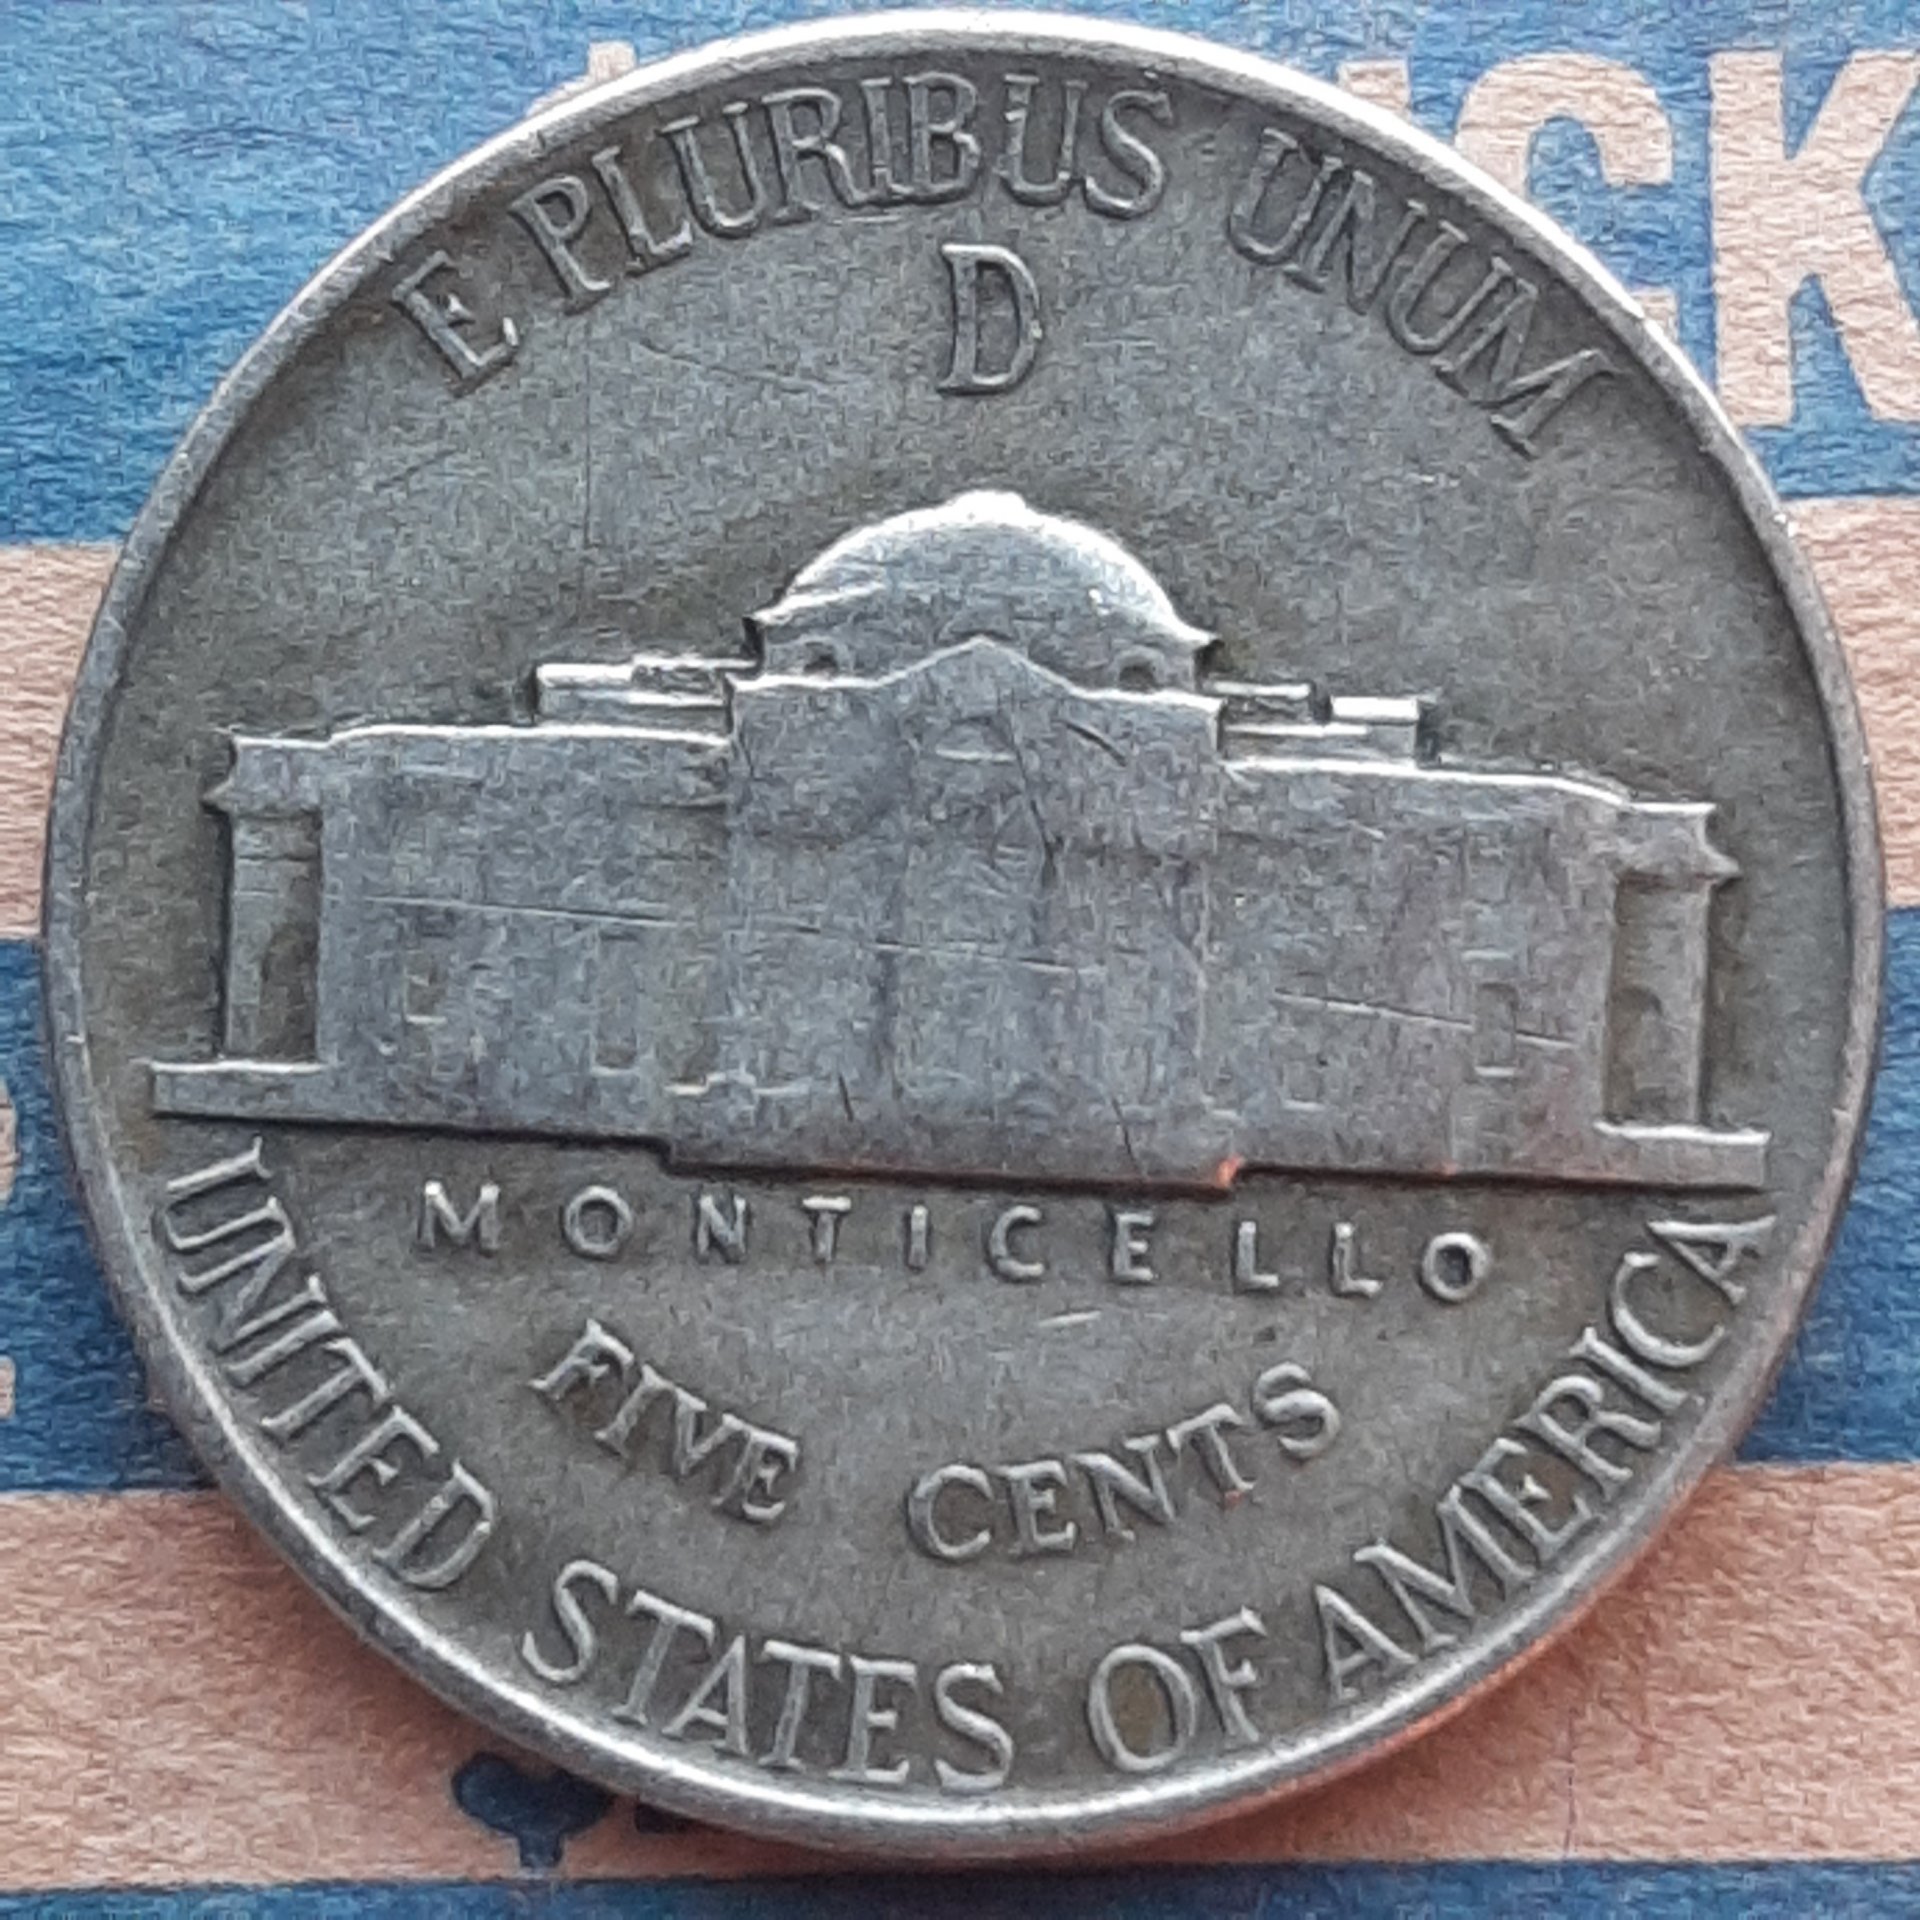 E PLURIBUS UNUM
D
MONTICELLO
FIVE CENTS
UNITED STATES OF AMERICA